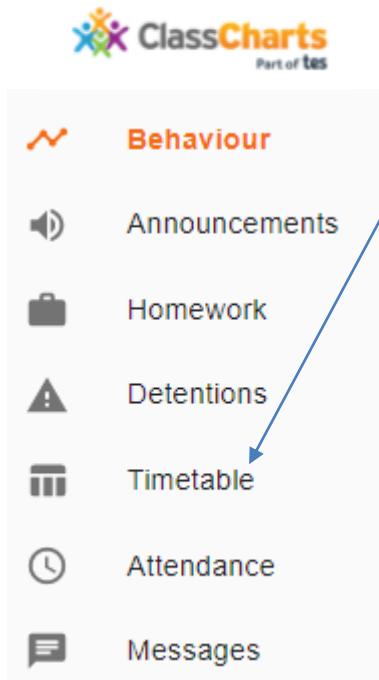 ClassCharts
Part of tes
Behaviour
Announcements
Homework
Detentions
Timetable
Attendance
Messages